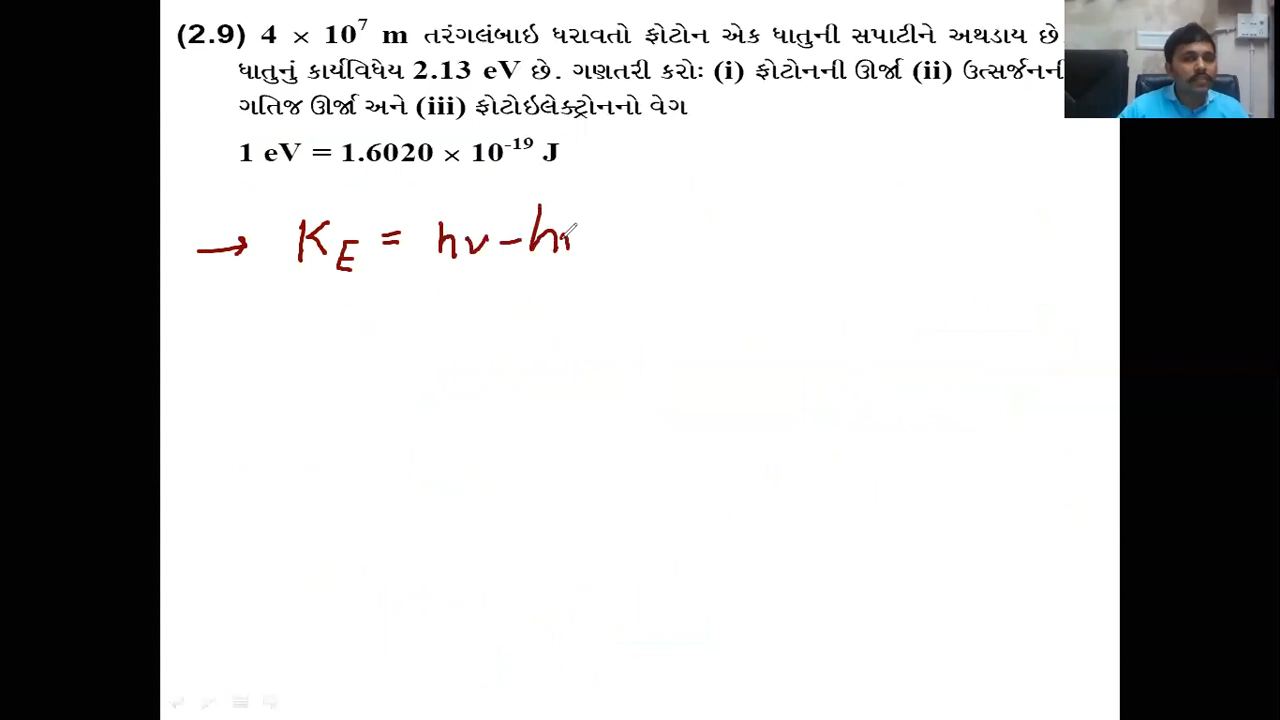 (2.9) 4 × 10⁷ m તરંગલંબાઇ ધરાવતો ફોટોન એક ધાતુની સપાટીને અથડાય છે
ધાતુનું કાર્યવિધેય 2.13 eV છે. ગણતરી કરોઃ (i) ફોટોનની ઊર્જા (ii) ઉત્સર્જનની
ગતિજ ઊર્જા અને (iii) ફોટોઇલેક્ટ્રોનનો વેગ
1 eV = 1.6020 × 10⁻¹⁹ J
→ K_E = hν – h